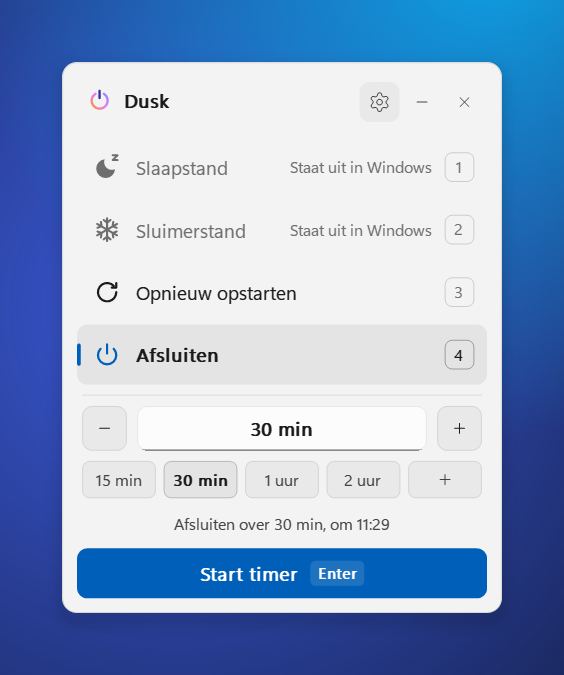 Dusk
Slaapstand Staat uit in Windows 1
Sluimerstand Staat uit in Windows 2
Opnieuw opstarten 3
Afsluiten 4
− 30 min +
15 min 30 min 1 uur 2 uur +
Afsluiten over 30 min, om 11:29
Start timer Enter